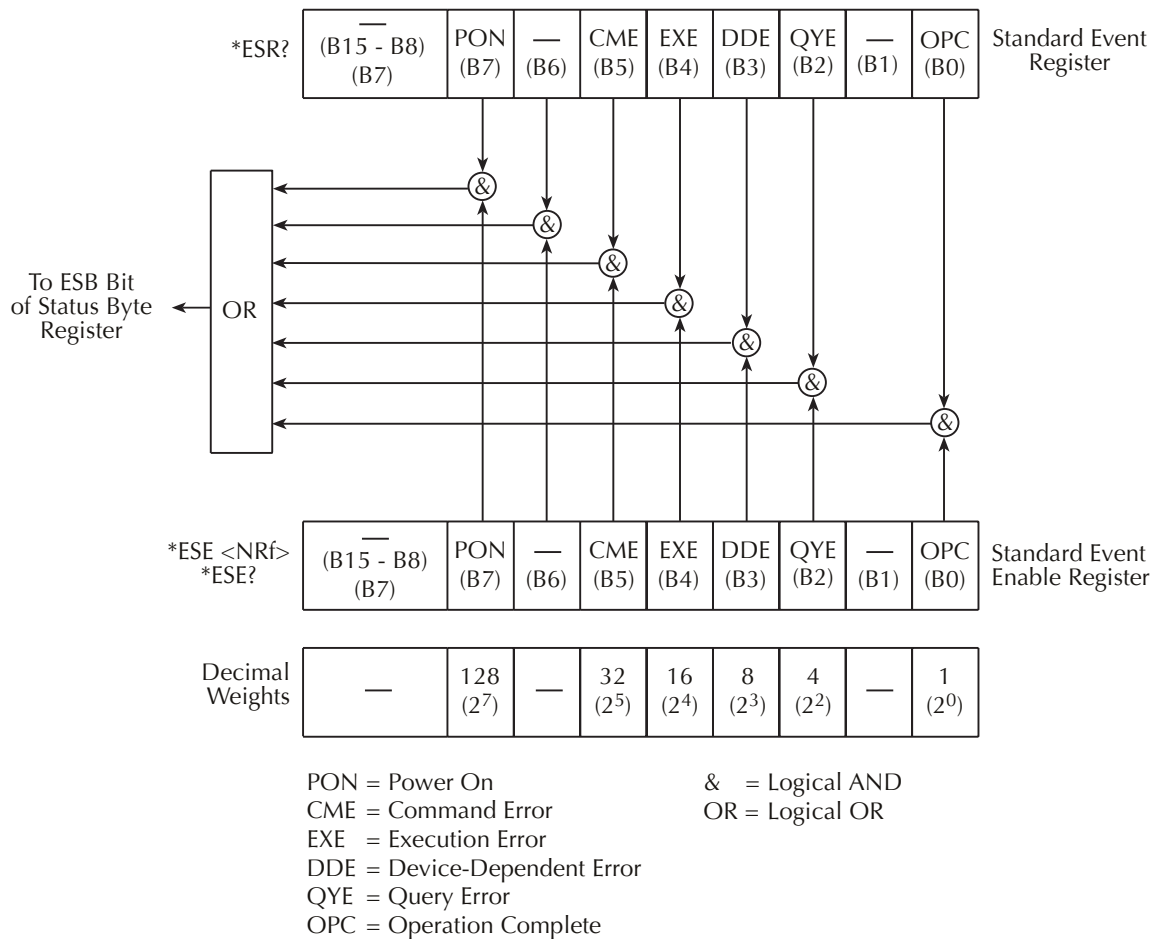 *ESR?
—
(B15 - B8)
(B7)
PON
(B7)
—
(B6)
CME
(B5)
EXE
(B4)
DDE
(B3)
QYE
(B2)
—
(B1)
OPC
(B0)
Standard Event
Register
&
&
&
&
&
&
&
To ESB Bit
of Status Byte
Register
OR
*ESE <NRf>
*ESE?
—
(B15 - B8)
(B7)
PON
(B7)
—
(B6)
CME
(B5)
EXE
(B4)
DDE
(B3)
QYE
(B2)
—
(B1)
OPC
(B0)
Standard Event
Enable Register
Decimal
Weights
—
128
(2⁷)
—
32
(2⁵)
16
(2⁴)
8
(2³)
4
(2²)
—
1
(2⁰)
PON = Power On
CME = Command Error
EXE = Execution Error
DDE = Device-Dependent Error
QYE = Query Error
OPC = Operation Complete
& = Logical AND
OR = Logical OR